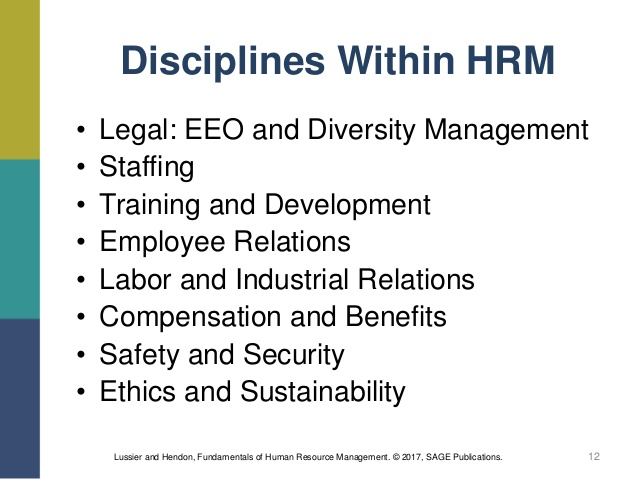 Disciplines Within HRM
• Legal: EEO and Diversity Management
• Staffing
• Training and Development
• Employee Relations
• Labor and Industrial Relations
• Compensation and Benefits
• Safety and Security
• Ethics and Sustainability
Lussier and Hendon, Fundamentals of Human Resource Management. © 2017, SAGE Publications.
12